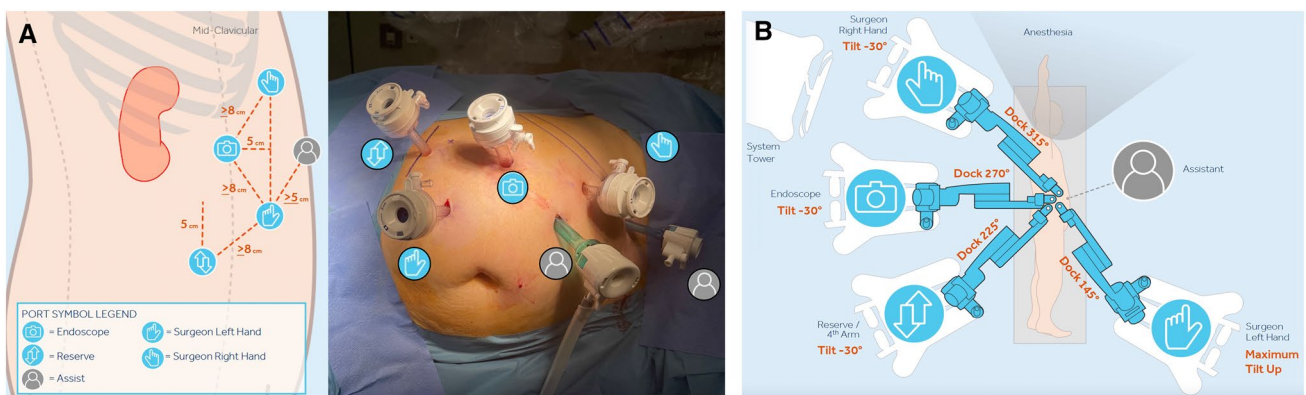 A
Mid-Clavicular
≥8 cm
5 cm
≥8 cm
≥5 cm
5 cm
≥8 cm
PORT SYMBOL LEGEND
= Endoscope
= Surgeon Left Hand
= Reserve
= Surgeon Right Hand
= Assist
B
Surgeon
Right Hand
Tilt -30°
Anesthesia
System
Tower
Dock 315°
Assistant
Endoscope
Tilt -30°
Dock 270°
Dock 225°
Dock 145°
Reserve /
4th Arm
Tilt -30°
Surgeon
Left Hand
Maximum
Tilt Up